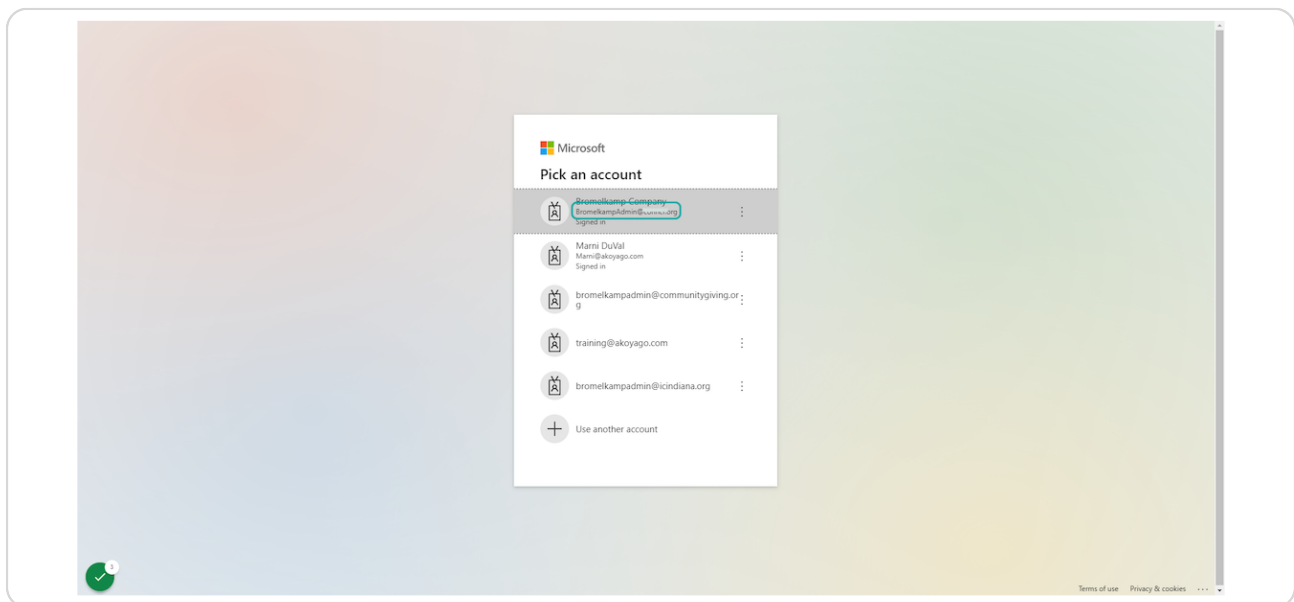 Microsoft
Pick an account
Bromelkamp Company
Signed in
Marni DuVal
Marni@akoyago.com
Signed in
bromelkampadmin@communitygiving.or
g
training@akoyago.com
bromelkampadmin@icindiana.org
Use another account
3
Terms of use Privacy & cookies ···